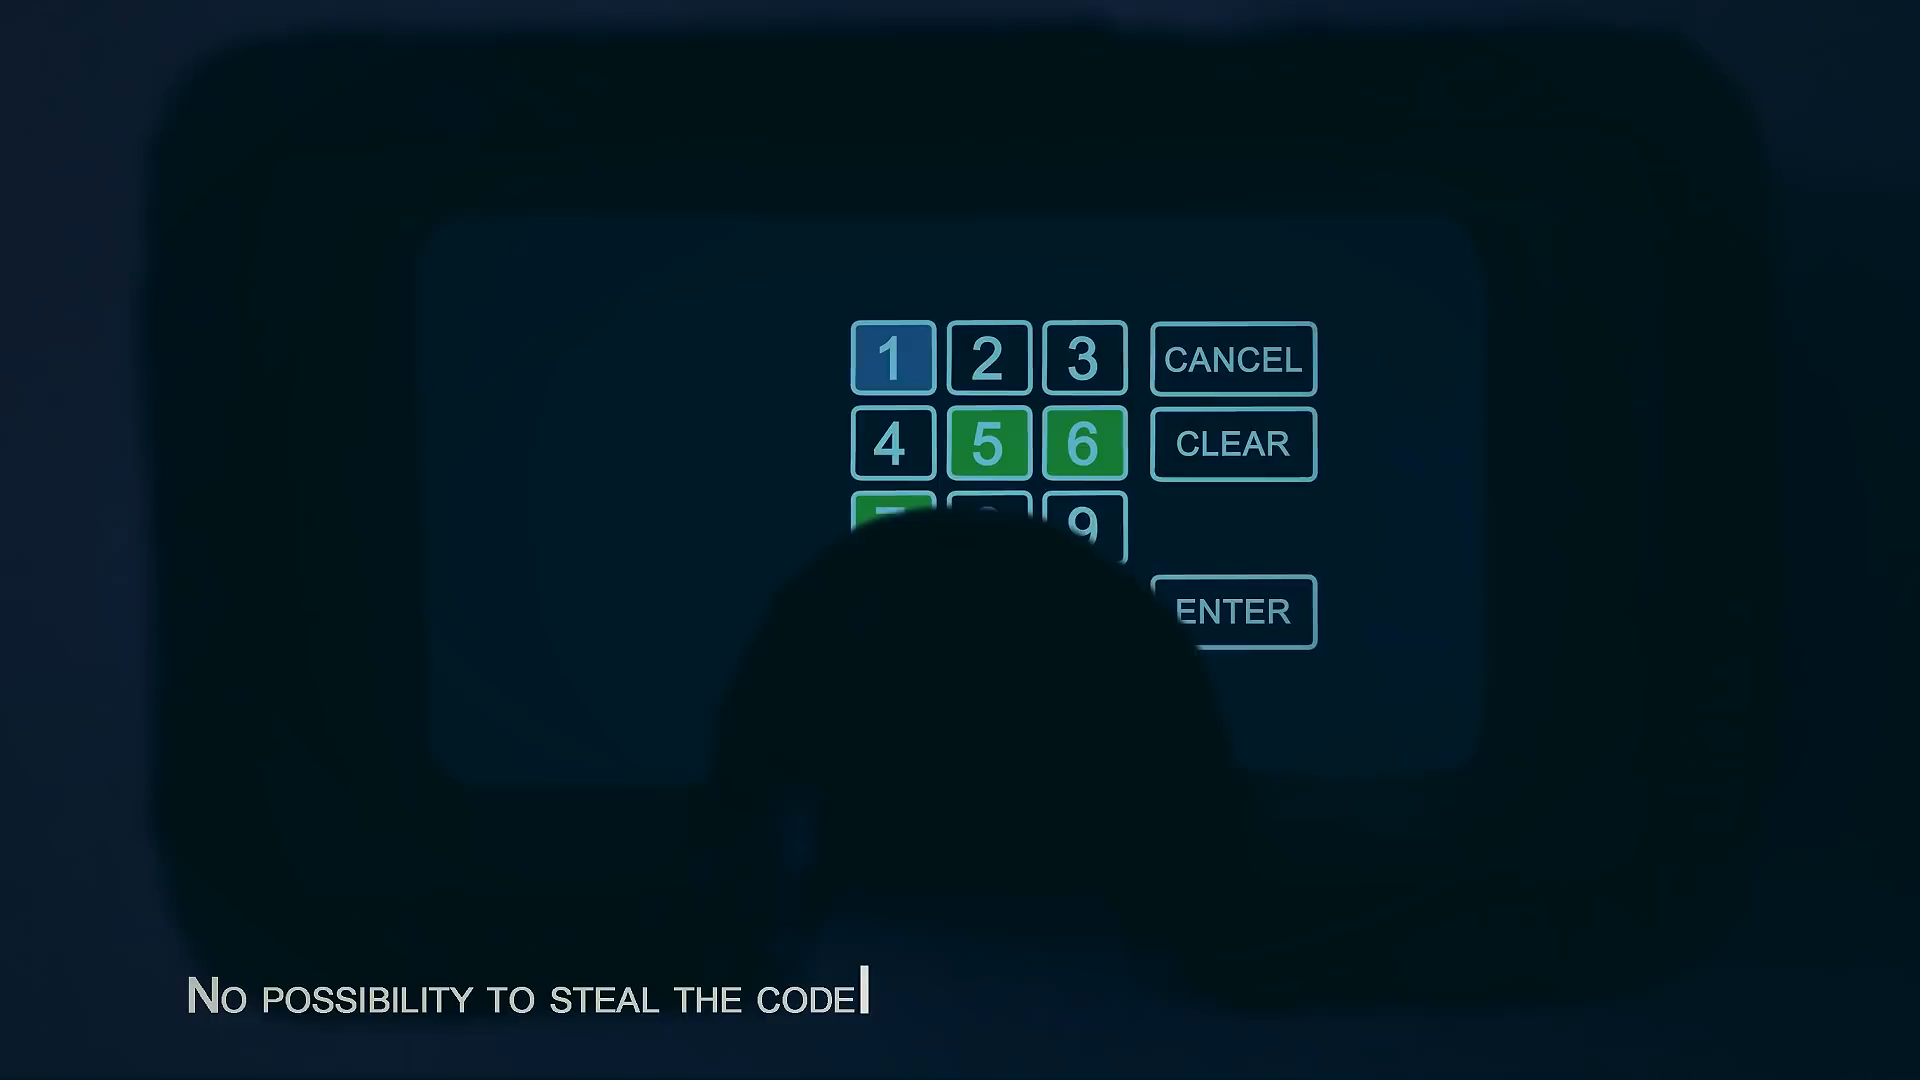 1 2 3 CANCEL
4 5 6 CLEAR
9
ENTER
No possibility to steal the code